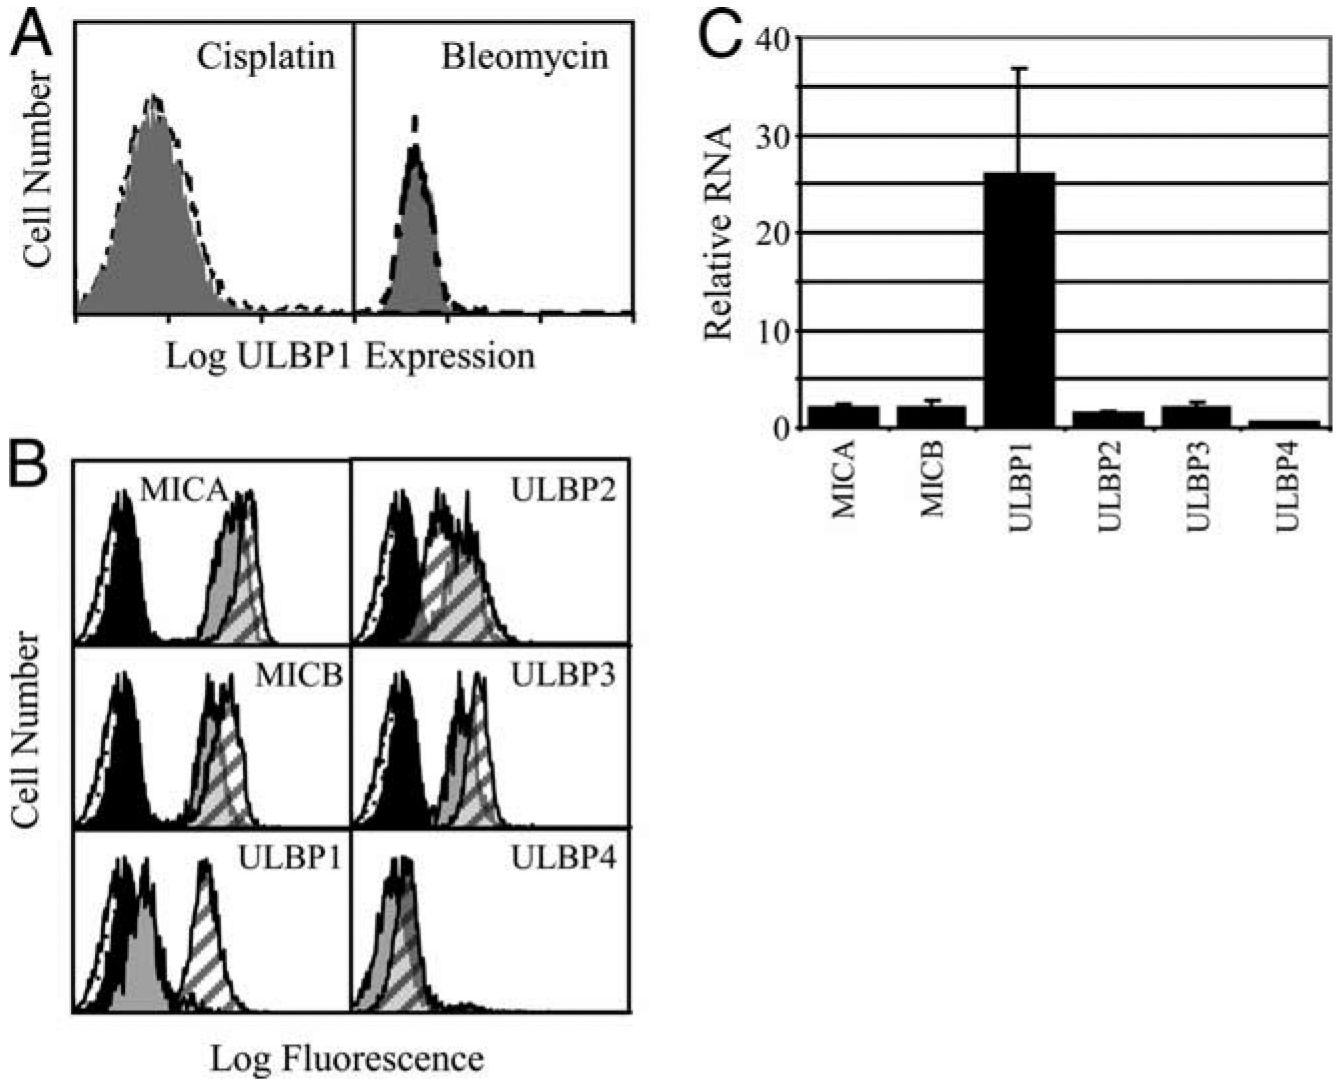 A
Cisplatin
Bleomycin
Cell Number
Log ULBP1 Expression
B
MICA
ULBP2
MICB
ULBP3
ULBP1
ULBP4
Cell Number
Log Fluorescence
C
Relative RNA
40
30
20
10
0
MICA
MICB
ULBP1
ULBP2
ULBP3
ULBP4